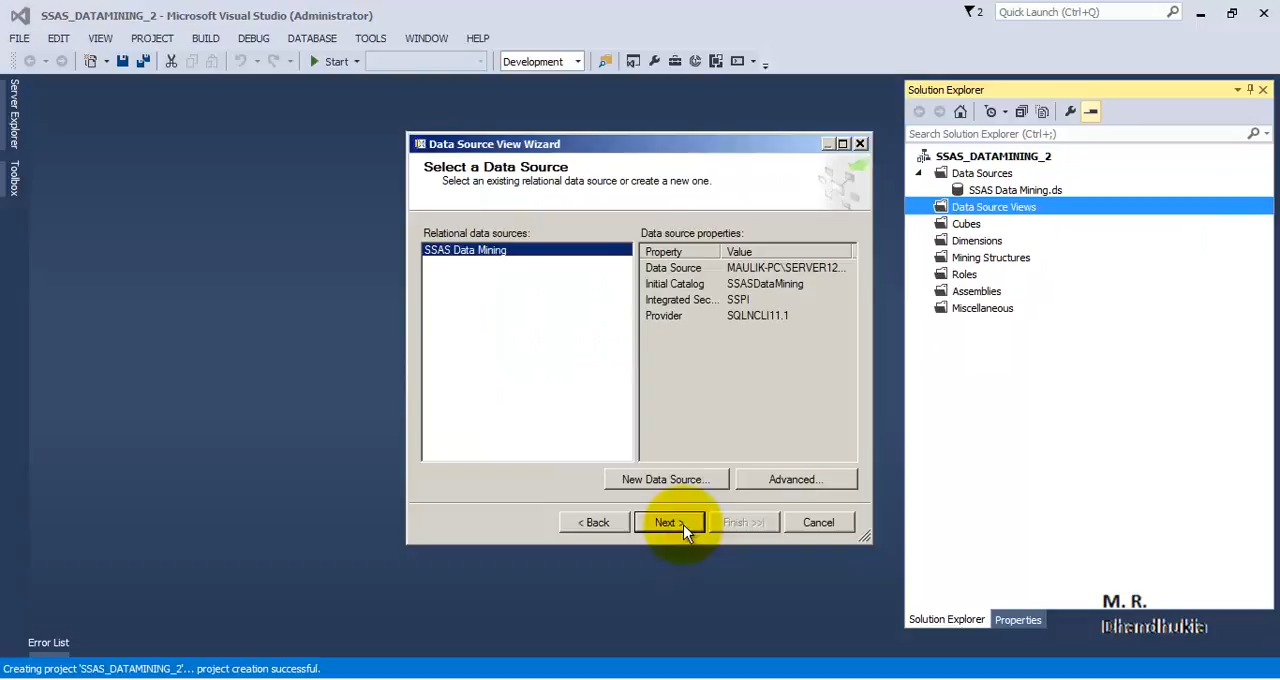 SSAS_DATAMINING_2 - Microsoft Visual Studio (Administrator)
2
Quick Launch (Ctrl+Q)
FILE EDIT VIEW PROJECT BUILD DEBUG DATABASE TOOLS WINDOW HELP
Start
Development
Server Explorer
Toolbox
Data Source View Wizard
Select a Data Source
Select an existing relational data source or create a new one.
Relational data sources:
SSAS Data Mining
Data source properties:
Property Value
Data Source MAULIK-PC\SERVER12...
Initial Catalog SSASDataMining
Integrated Sec... SSPI
Provider SQLNCLI11.1
New Data Source... Advanced...
< Back Next > Finish >>| Cancel
Solution Explorer
Search Solution Explorer (Ctrl+;)
SSAS_DATAMINING_2
Data Sources
SSAS Data Mining.ds
Data Source Views
Cubes
Dimensions
Mining Structures
Roles
Assemblies
Miscellaneous
M. R.
Dhandhukia
Solution Explorer Properties
Error List
Creating project 'SSAS_DATAMINING_2'... project creation successful.